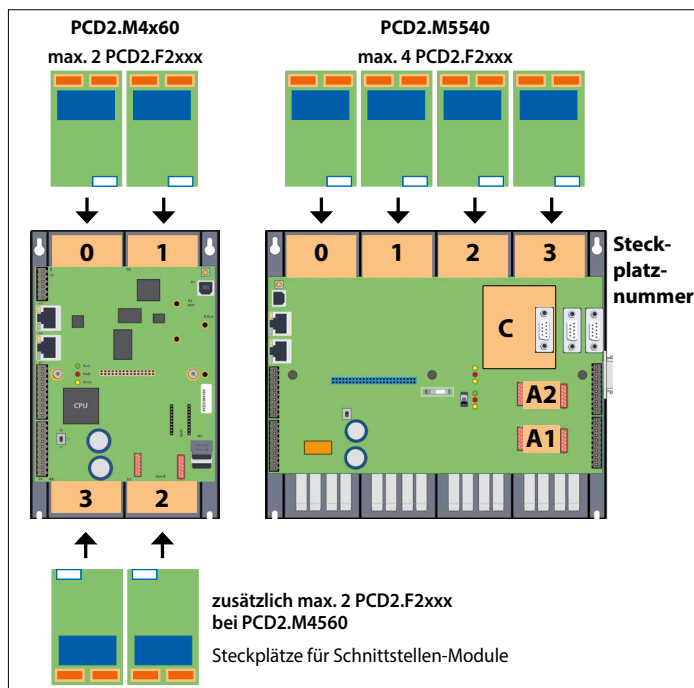 PCD2.M4x60
max. 2 PCD2.F2xxx
PCD2.M5540
max. 4 PCD2.F2xxx
0 1
0 1 2 3
Steck-
platz-
nummer
C
CPU
A2
A1
3 2
zusätzlich max. 2 PCD2.F2xxx
bei PCD2.M4560
Steckplätze für Schnittstellen-Module